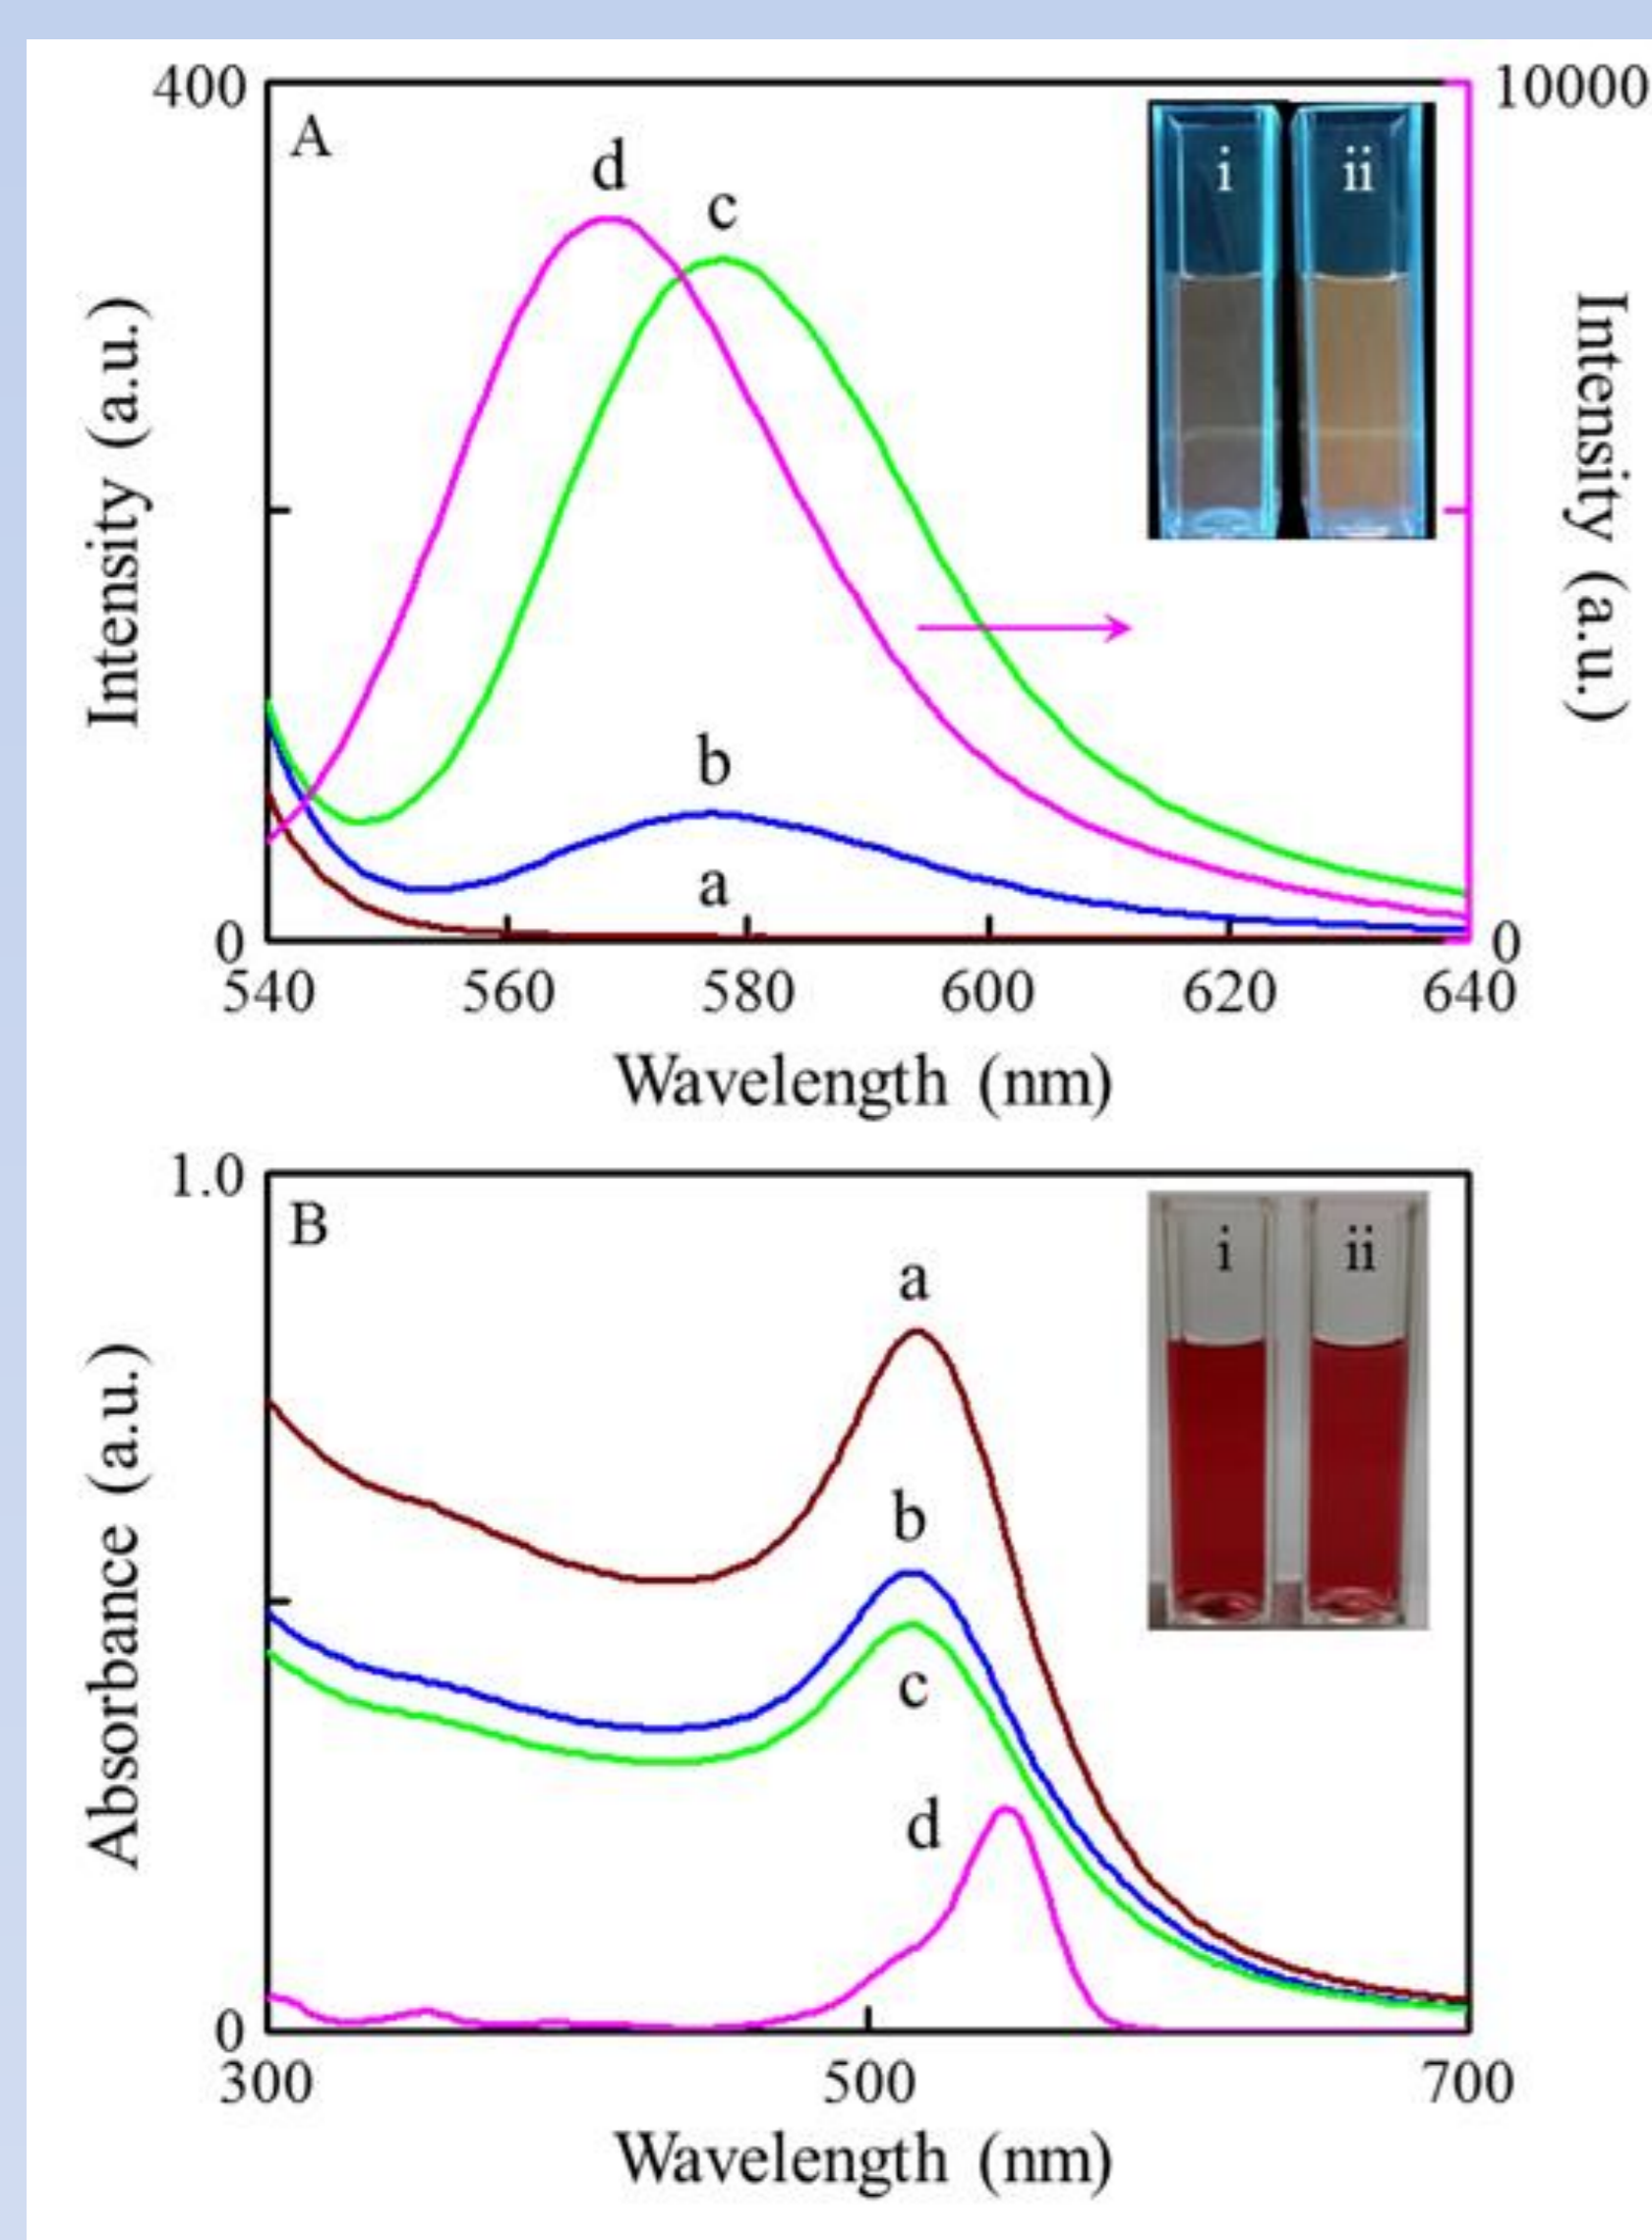 400
10000
A
d
c
i
ii
Intensity (a.u.)
Intensity (a.u.)
b
a
0
0
540
560
580
600
620
640
Wavelength (nm)
1.0
B
i
ii
a
b
Absorbance (a.u.)
c
d
0
300
500
700
Wavelength (nm)